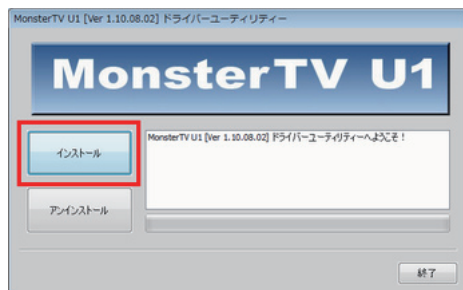 MonsterTV U1 [Ver 1.10.08.02] ドライバーユーティリティー
MonsterTV U1
インストール
MonsterTV U1 [Ver 1.10.08.02] ドライバーユーティリティーへようこそ！
アンインストール
終了